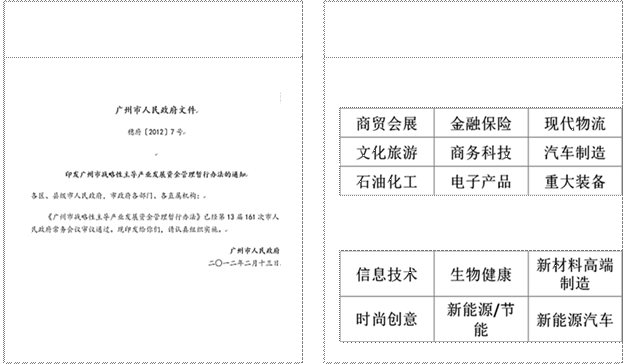 广州市人民政府文件
穗府〔2012〕7号
印发广州市战略性主导产业发展资金管理暂行办法的通知
各区、县级市人民政府，市政府各部门、各直属机构：
《广州市战略性主导产业发展资金管理暂行办法》已经第13届161次市人
民政府常务会议审议通过。现印发给你们，请认真组织实施。
广州市人民政府
二〇一二年二月十三日
商贸会展 金融保险 现代物流
文化旅游 商务科技 汽车制造
石油化工 电子产品 重大装备
信息技术 生物健康 新材料高端
制造
时尚创意 新能源/节
能 新能源汽车